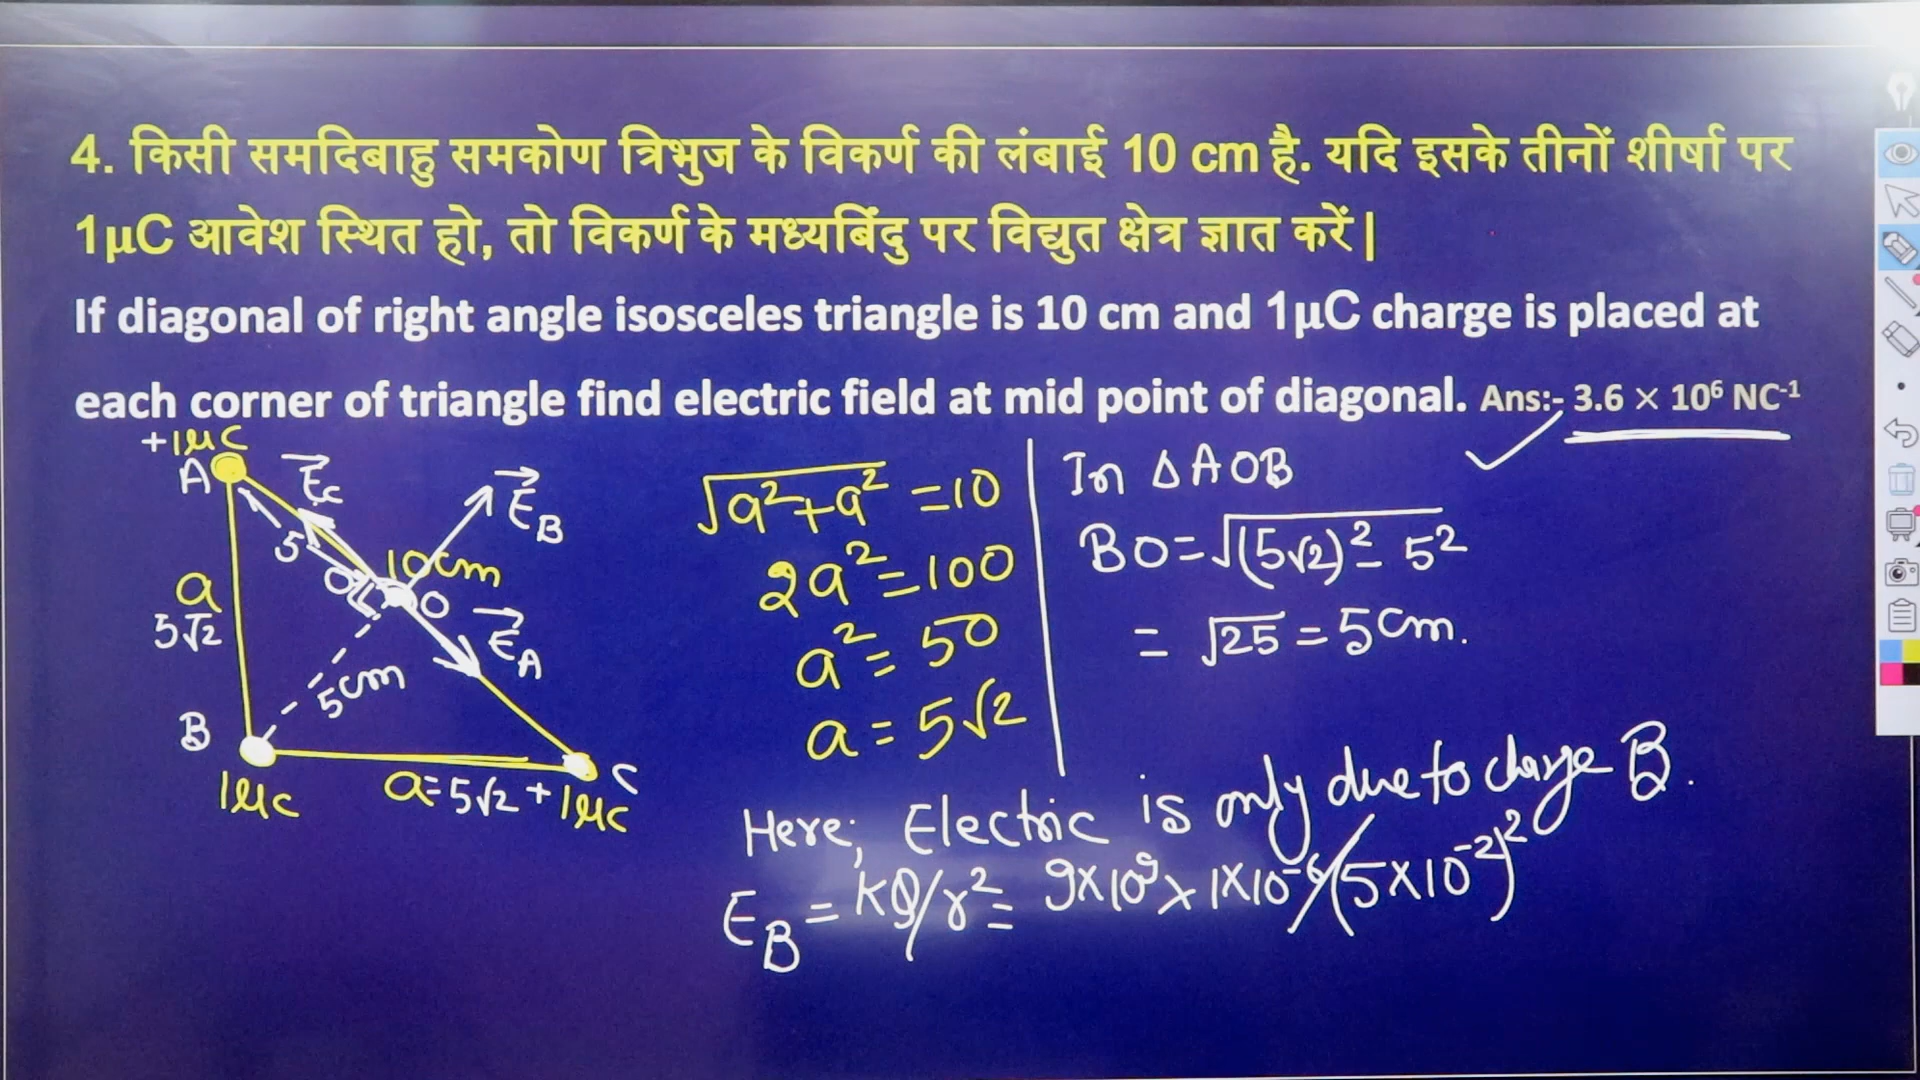 4. किसी समदिबाहु समकोण त्रिभुज के विकर्ण की लंबाई 10 cm है. यदि इसके तीनों शीर्षा पर
1μC आवेश स्थित हो, तो विकर्ण के मध्यबिंदु पर विद्युत क्षेत्र ज्ञात करें|
If diagonal of right angle isosceles triangle is 10 cm and 1μC charge is placed at
each corner of triangle find electric field at mid point of diagonal. Ans:- 3.6 × 10⁶ NC⁻¹
+1μC
A
E⃗c
E⃗B
5
10cm
O
E⃗A
a
5√2
5cm
B
1μC
a=5√2
C
+1μC
√a²+a² =10
2a²=100
a²= 50
a = 5√2
In ΔAOB
BO=√(5√2)²- 5²
= √25 = 5cm.
Here; Electric is only due to charge B.
EB = kQ/r² = 9×10⁹ × 1×10⁻⁶/(5×10⁻²)²